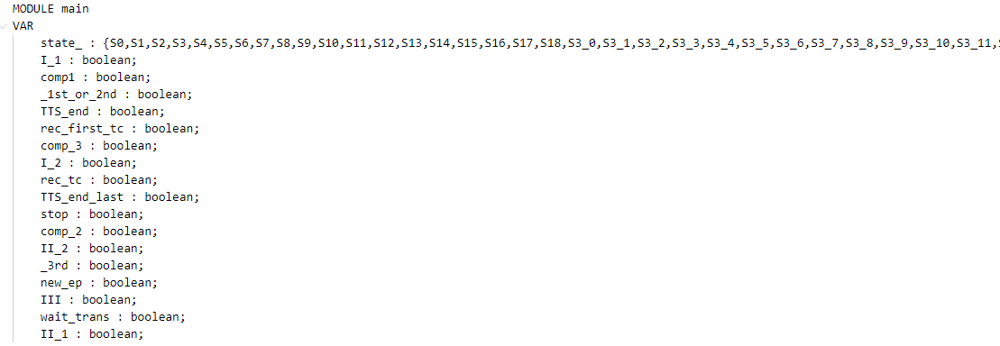 MODULE main
VAR
state_ : {S0,S1,S2,S3,S4,S5,S6,S7,S8,S9,S10,S11,S12,S13,S14,S15,S16,S17,S18,S3_0,S3_1,S3_2,S3_3,S3_4,S3_5,S3_6,S3_7,S3_8,S3_9,S3_10,S3_11,
I_1 : boolean;
comp1 : boolean;
_1st_or_2nd : boolean;
TTS_end : boolean;
rec_first_tc : boolean;
comp_3 : boolean;
I_2 : boolean;
rec_tc : boolean;
TTS_end_last : boolean;
stop : boolean;
comp_2 : boolean;
II_2 : boolean;
_3rd : boolean;
new_ep : boolean;
III : boolean;
wait_trans : boolean;
II_1 : boolean;